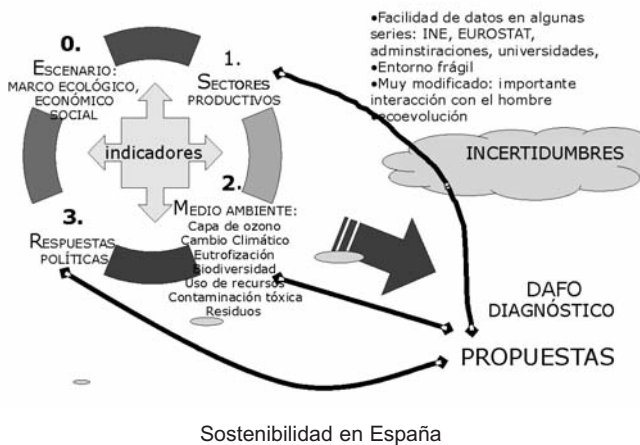 0.
ESCENARIO:
MARCO ECOLÓGICO,
ECONÓMICO
SOCIAL
1.
SECTORES
PRODUCTIVOS
indicadores
2.
MEDIO AMBIENTE:
Capa de ozono
Cambio Climático
Eutrofización
Biodiversidad
Uso de recursos
Contaminación tóxica
Residuos
3.
RESPUESTAS
POLÍTICAS
•Facilidad de datos en algunas
series: INE, EUROSTAT,
adminstiraciones, universidades,
•Entorno frágil
•Muy modificado: importante
interacción con el hombre
•coevolución
INCERTIDUMBRES
DAFO
DIAGNÓSTICO
PROPUESTAS
Sostenibilidad en España